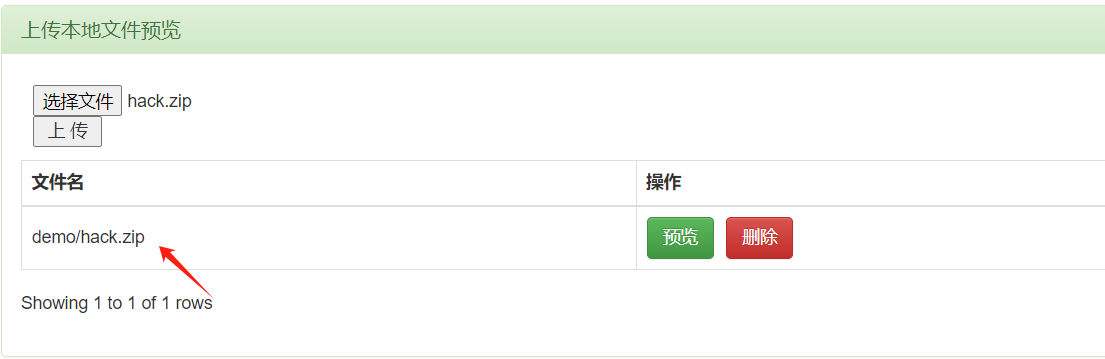 上传本地文件预览
选择文件 hack.zip
上 传
文件名 操作
demo/hack.zip 预览 删除
Showing 1 to 1 of 1 rows